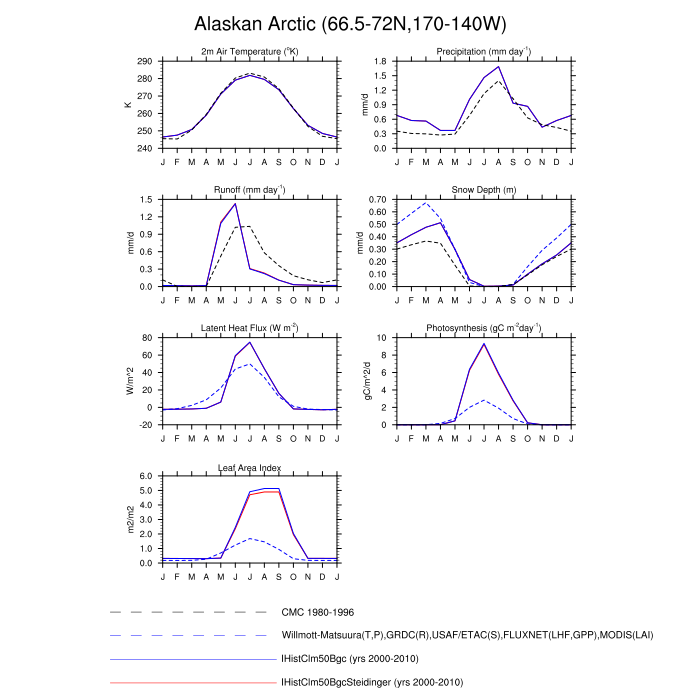 Alaskan Arctic (66.5-72N,170-140W)
2m Air Temperature (°K)
290
280
270
260
250
240
K
J F M A M J J A S O N D J
Precipitation (mm day⁻¹)
1.8
1.5
1.2
0.9
0.6
0.3
0.0
mm/d
J F M A M J J A S O N D J
Runoff (mm day⁻¹)
1.5
1.2
0.9
0.6
0.3
0.0
mm/d
J F M A M J J A S O N D J
Snow Depth (m)
0.70
0.60
0.50
0.40
0.30
0.20
0.10
0.00
mm/d
J F M A M J J A S O N D J
Latent Heat Flux (W m⁻²)
80
60
40
20
0
-20
W/m^2
J F M A M J J A S O N D J
Photosynthesis (gC m⁻²day⁻¹)
10
8
6
4
2
0
gC/m^2/d
J F M A M J J A S O N D J
Leaf Area Index
6.0
5.0
4.0
3.0
2.0
1.0
0.0
m2/m2
J F M A M J J A S O N D J
CMC 1980-1996
Willmott-Matsuura(T,P),GRDC(R),USAF/ETAC(S),FLUXNET(LHF,GPP),MODIS(LAI)
IHistClm50Bgc (yrs 2000-2010)
IHistClm50BgcSteidinger (yrs 2000-2010)